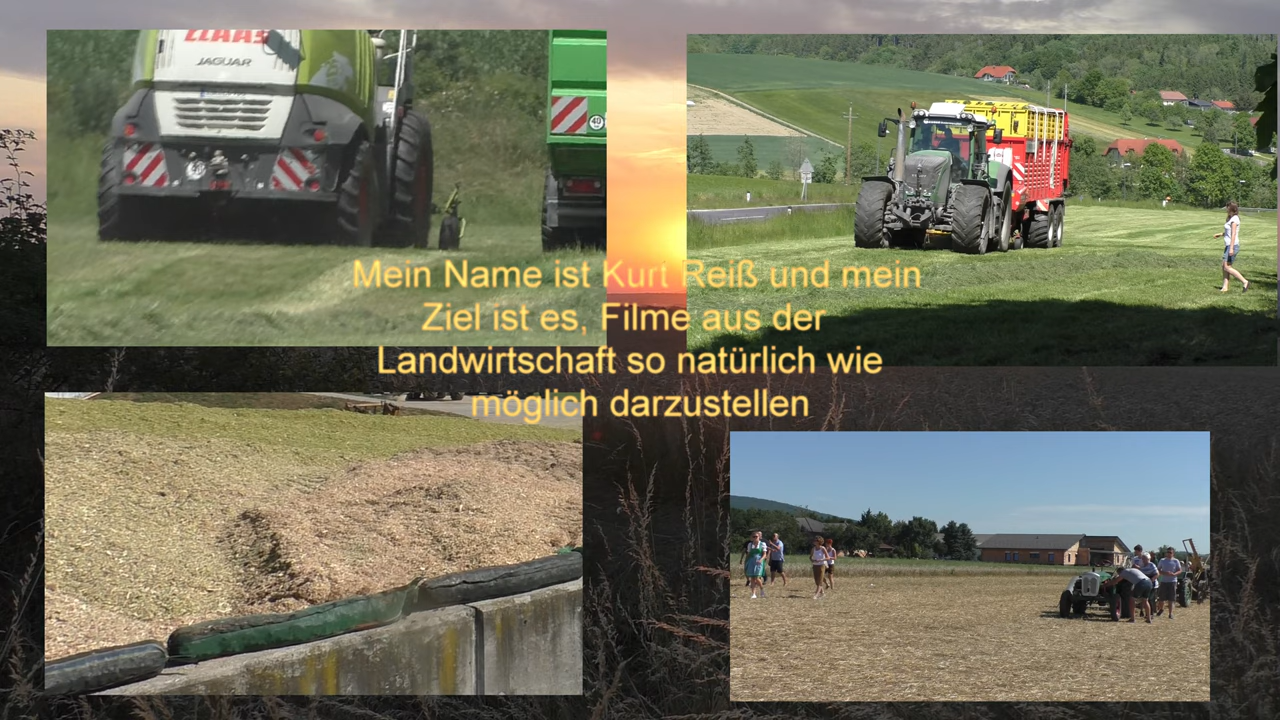 CLAAS
JAGUAR
40
Mein Name ist Kurt Reiß und mein
Ziel ist es, Filme aus der
Landwirtschaft so natürlich wie
möglich darzustellen